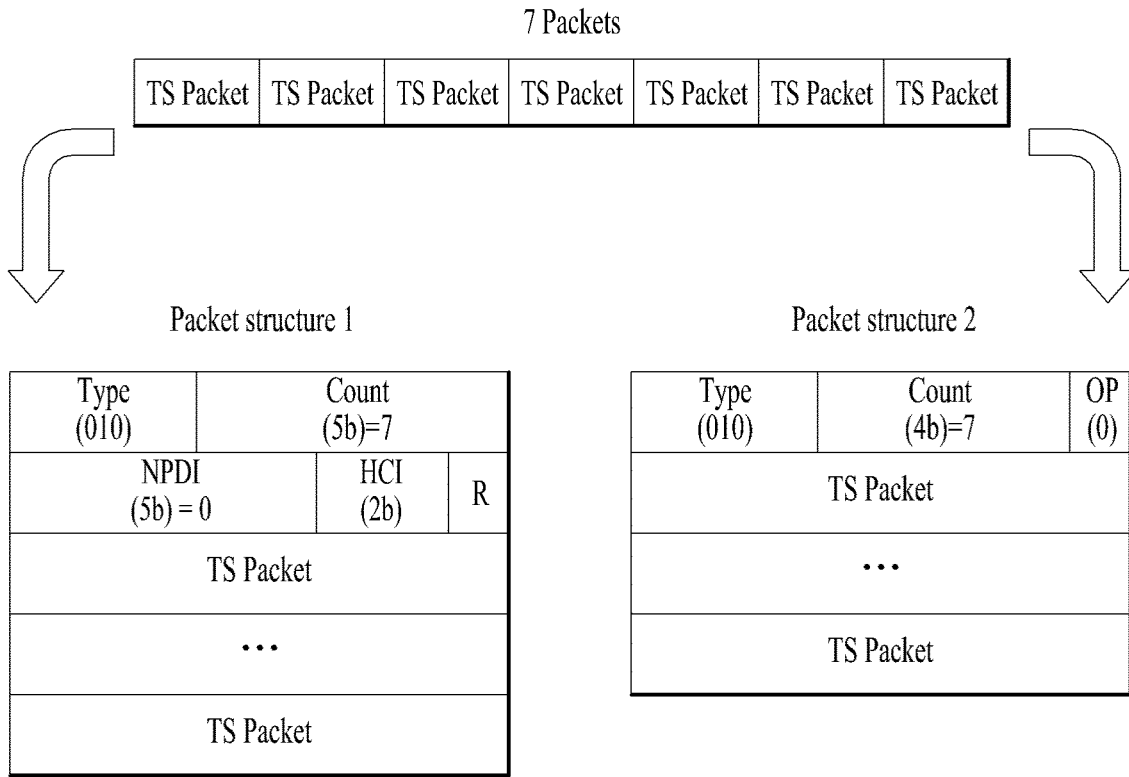 7 Packets
TS Packet TS Packet TS Packet TS Packet TS Packet TS Packet TS Packet
Packet structure 1
Type Count
(010) (5b)=7
NPDI HCI R
(5b) = 0 (2b)
TS Packet
...
TS Packet
Packet structure 2
Type Count OP
(010) (4b)=7 (0)
TS Packet
...
TS Packet